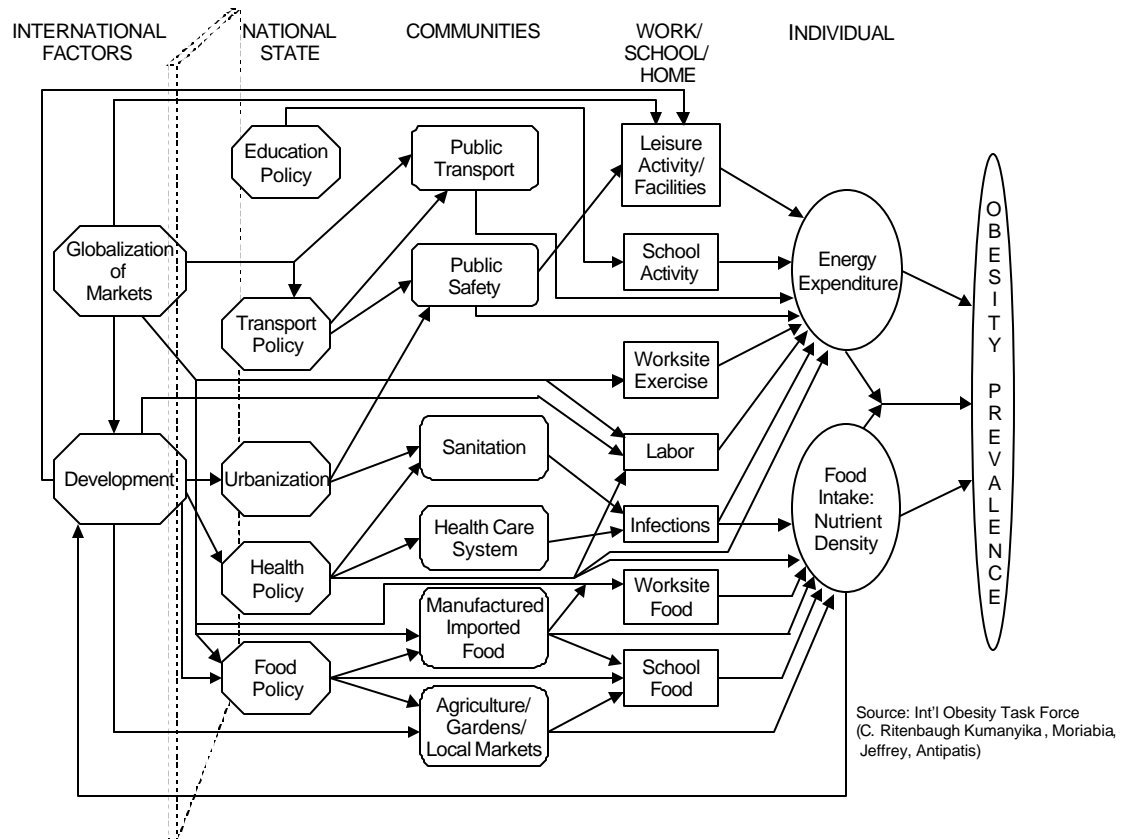 INTERNATIONAL
FACTORS
NATIONAL
STATE
COMMUNITIES
WORK/
SCHOOL/
HOME
INDIVIDUAL
Globalization
of
Markets
Development
Education
Policy
Transport
Policy
Urbanization
Health
Policy
Food
Policy
Public
Transport
Public
Safety
Sanitation
Health Care
System
Manufactured
Imported
Food
Agriculture/
Gardens/
Local Markets
Leisure
Activity/
Facilities
School
Activity
Worksite
Exercise
Labor
Infections
Worksite
Food
School
Food
Energy
Expenditure
Food
Intake:
Nutrient
Density
OBESITY PREVALENCE
Source: Int'l Obesity Task Force
(C. Ritenbaugh Kumanyika, Moriabia,
Jeffrey, Antipatis)